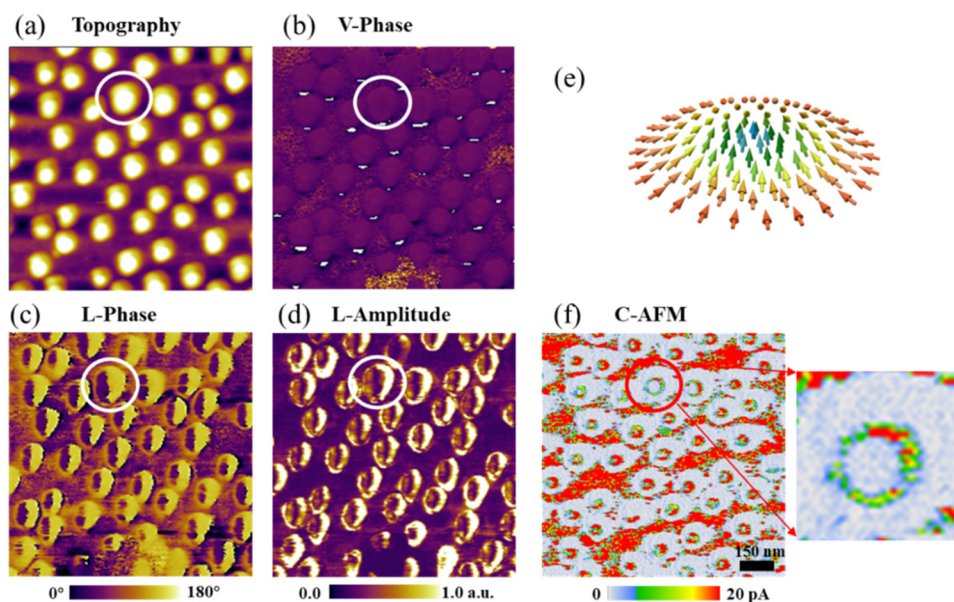 (a) Topography
(b) V-Phase
(e)
(c) L-Phase
(d) L-Amplitude
(f) C-AFM
150 nm
0° 180°
0.0 1.0 a.u.
0 20 pA